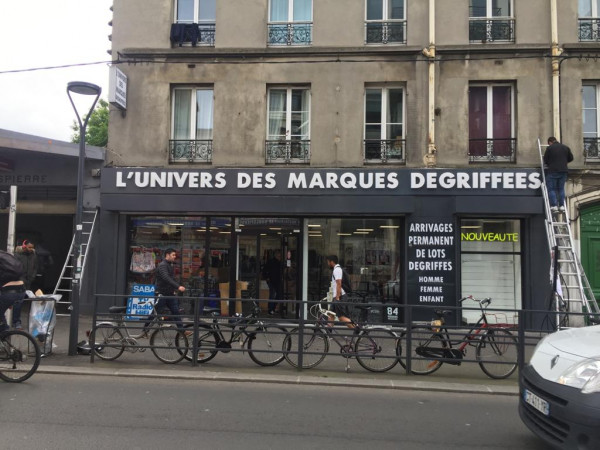 L'UNIVERS DES MARQUES DEGRIFFEES
ARRIVAGES
PERMANENT
DE LOTS
DEGRIFFES
HOMME
FEMME
ENFANT
NOUVEAUTE
SABA
84